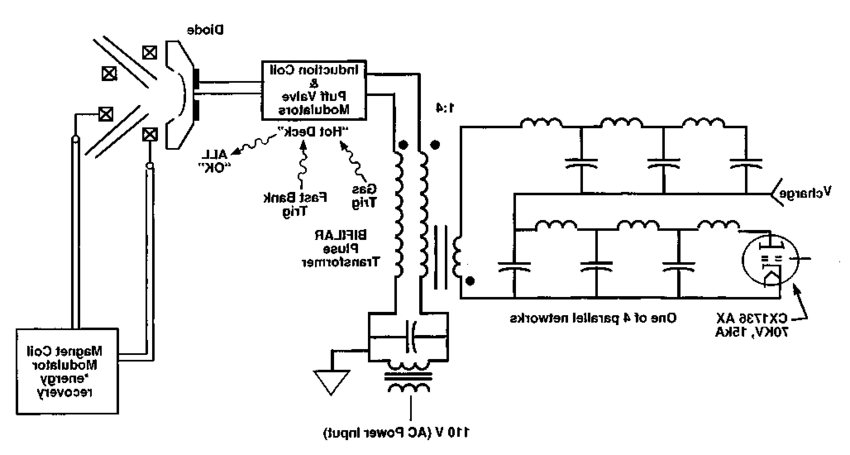 Diode
Induction Coil
&
Puff Valve
Modulators
"Hot Deck"
ALL
"OK"
Fast Bank
Trig
Gas
Trig
1:4
BIFILAR
Pluse
Transformer
Vcharge
One of 4 parallel networks
CX1736 AX
70KV, 15kA
Magnet Coil
Modulator
*energy
recovery
110 V (AC Power Input)